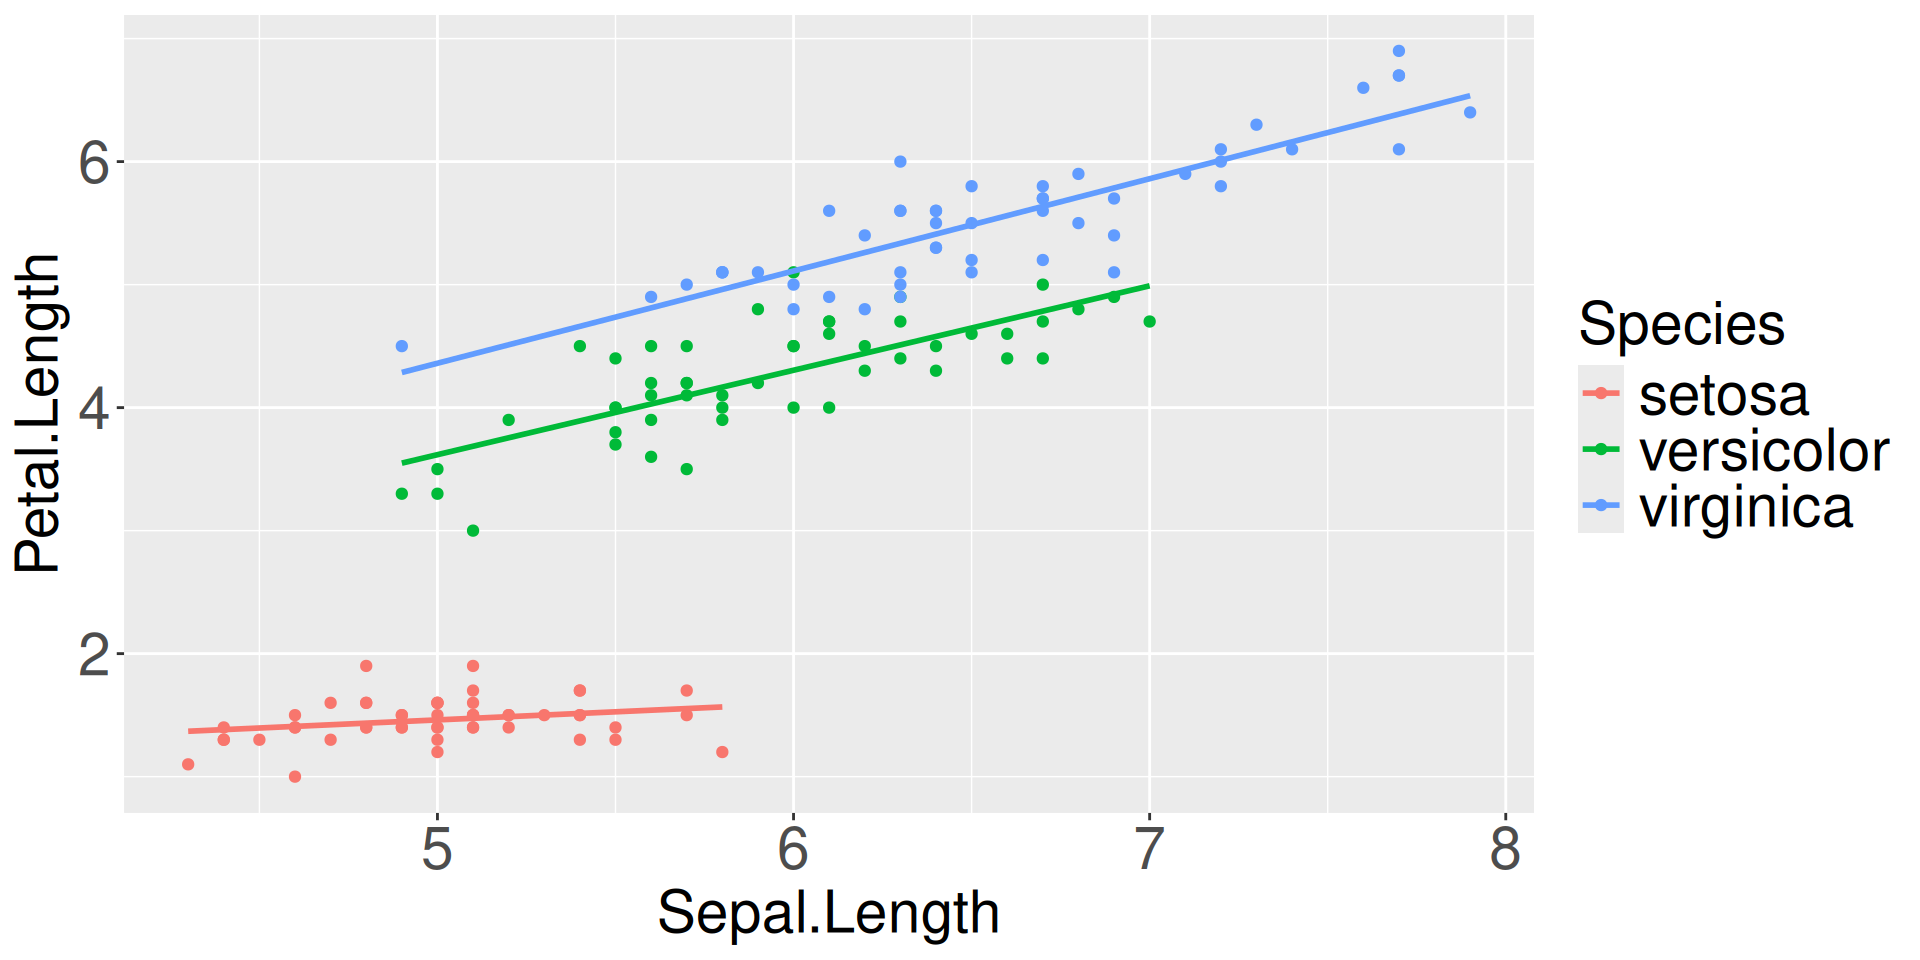 6
4
2
Petal.Length
5 6 7 8
Sepal.Length
Species
setosa
versicolor
virginica